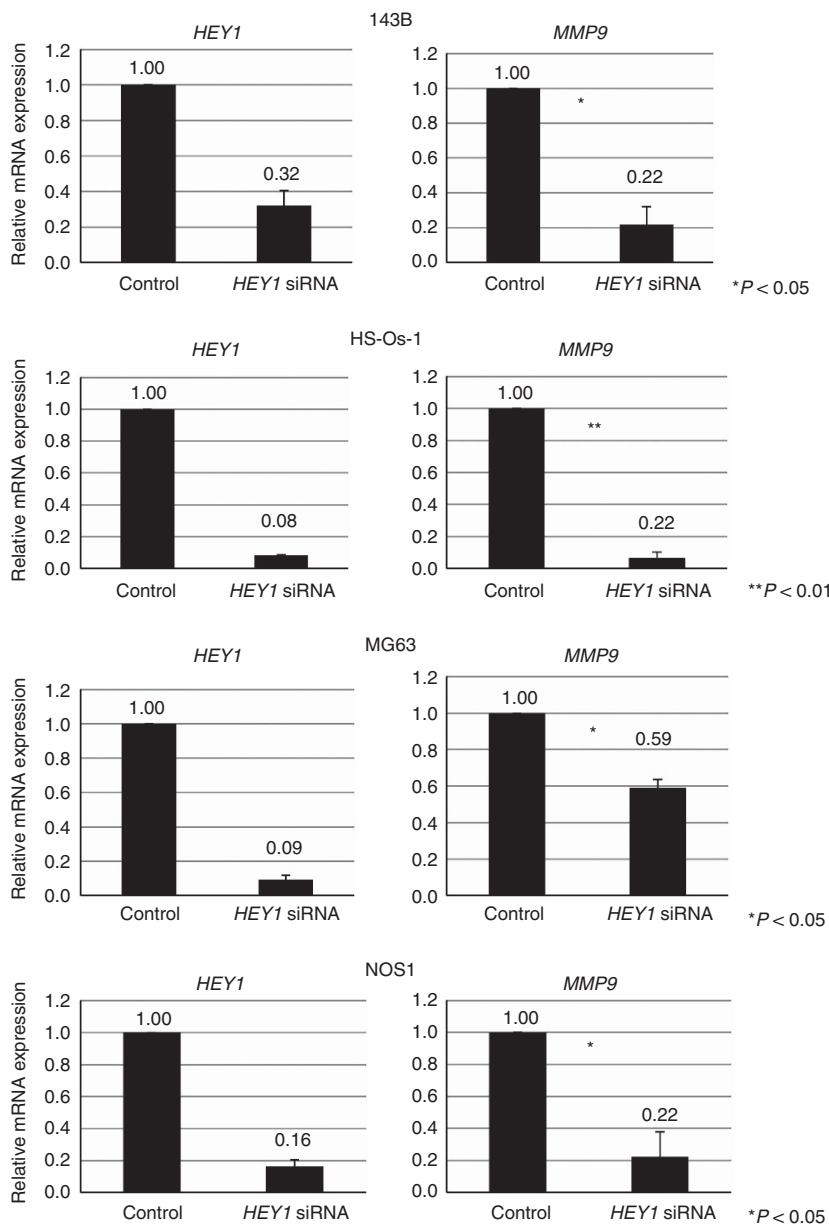 143B
HEY1
MMP9
Relative mRNA expression
1.2
1.0
0.8
0.6
0.4
0.2
0.0
1.00
0.32
Control
HEY1 siRNA
1.2
1.0
0.8
0.6
0.4
0.2
0.0
1.00
*
0.22
Control
HEY1 siRNA
*P < 0.05
HS-Os-1
HEY1
MMP9
Relative mRNA expression
1.2
1.0
0.8
0.6
0.4
0.2
0.0
1.00
0.08
Control
HEY1 siRNA
1.2
1.0
0.8
0.6
0.4
0.2
0.0
1.00
**
0.22
Control
HEY1 siRNA
**P < 0.01
MG63
HEY1
MMP9
Relative mRNA expression
1.2
1.0
0.8
0.6
0.4
0.2
0.0
1.00
0.09
Control
HEY1 siRNA
1.2
1.0
0.8
0.6
0.4
0.2
0.0
1.00
*
0.59
Control
HEY1 siRNA
*P < 0.05
NOS1
HEY1
MMP9
Relative mRNA expression
1.2
1.0
0.8
0.6
0.4
0.2
0.0
1.00
0.16
Control
HEY1 siRNA
1.2
1.0
0.8
0.6
0.4
0.2
0.0
1.00
*
0.22
Control
HEY1 siRNA
*P < 0.05